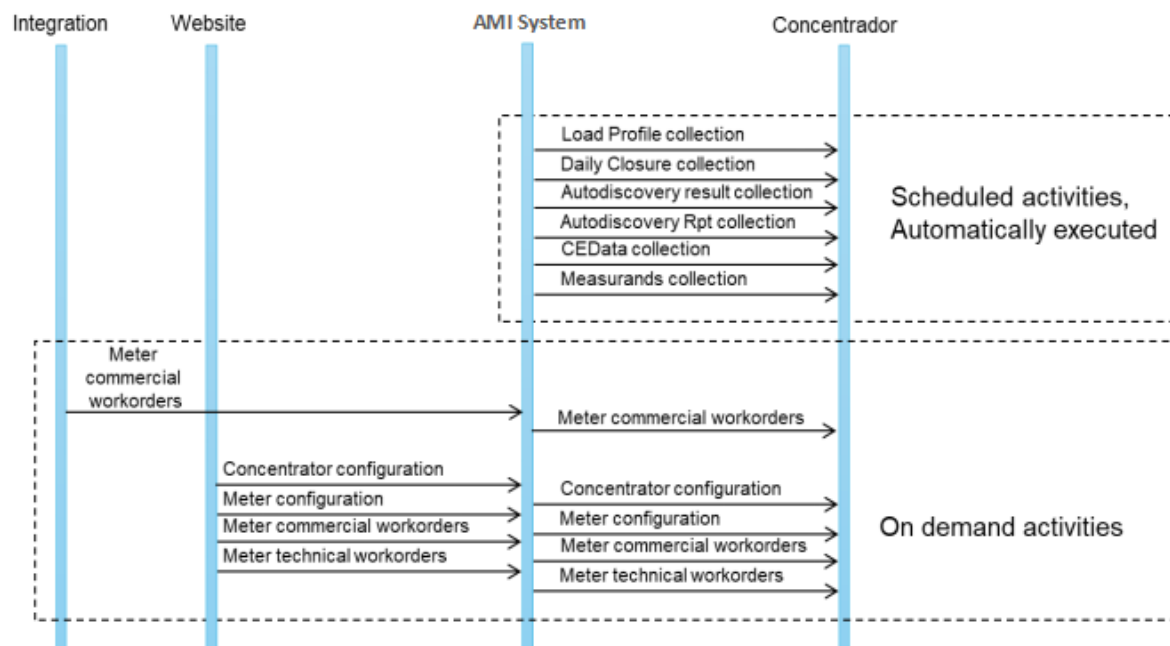 Integration
Website
AMI System
Concentrador
Load Profile collection
Daily Closure collection
Autodiscovery result collection
Autodiscovery Rpt collection
CEData collection
Measurands collection
Scheduled activities,
Automatically executed
Meter
commercial
workorders
Meter commercial workorders
Concentrator configuration
Meter configuration
Meter commercial workorders
Meter technical workorders
Concentrator configuration
Meter configuration
Meter commercial workorders
Meter technical workorders
On demand activities